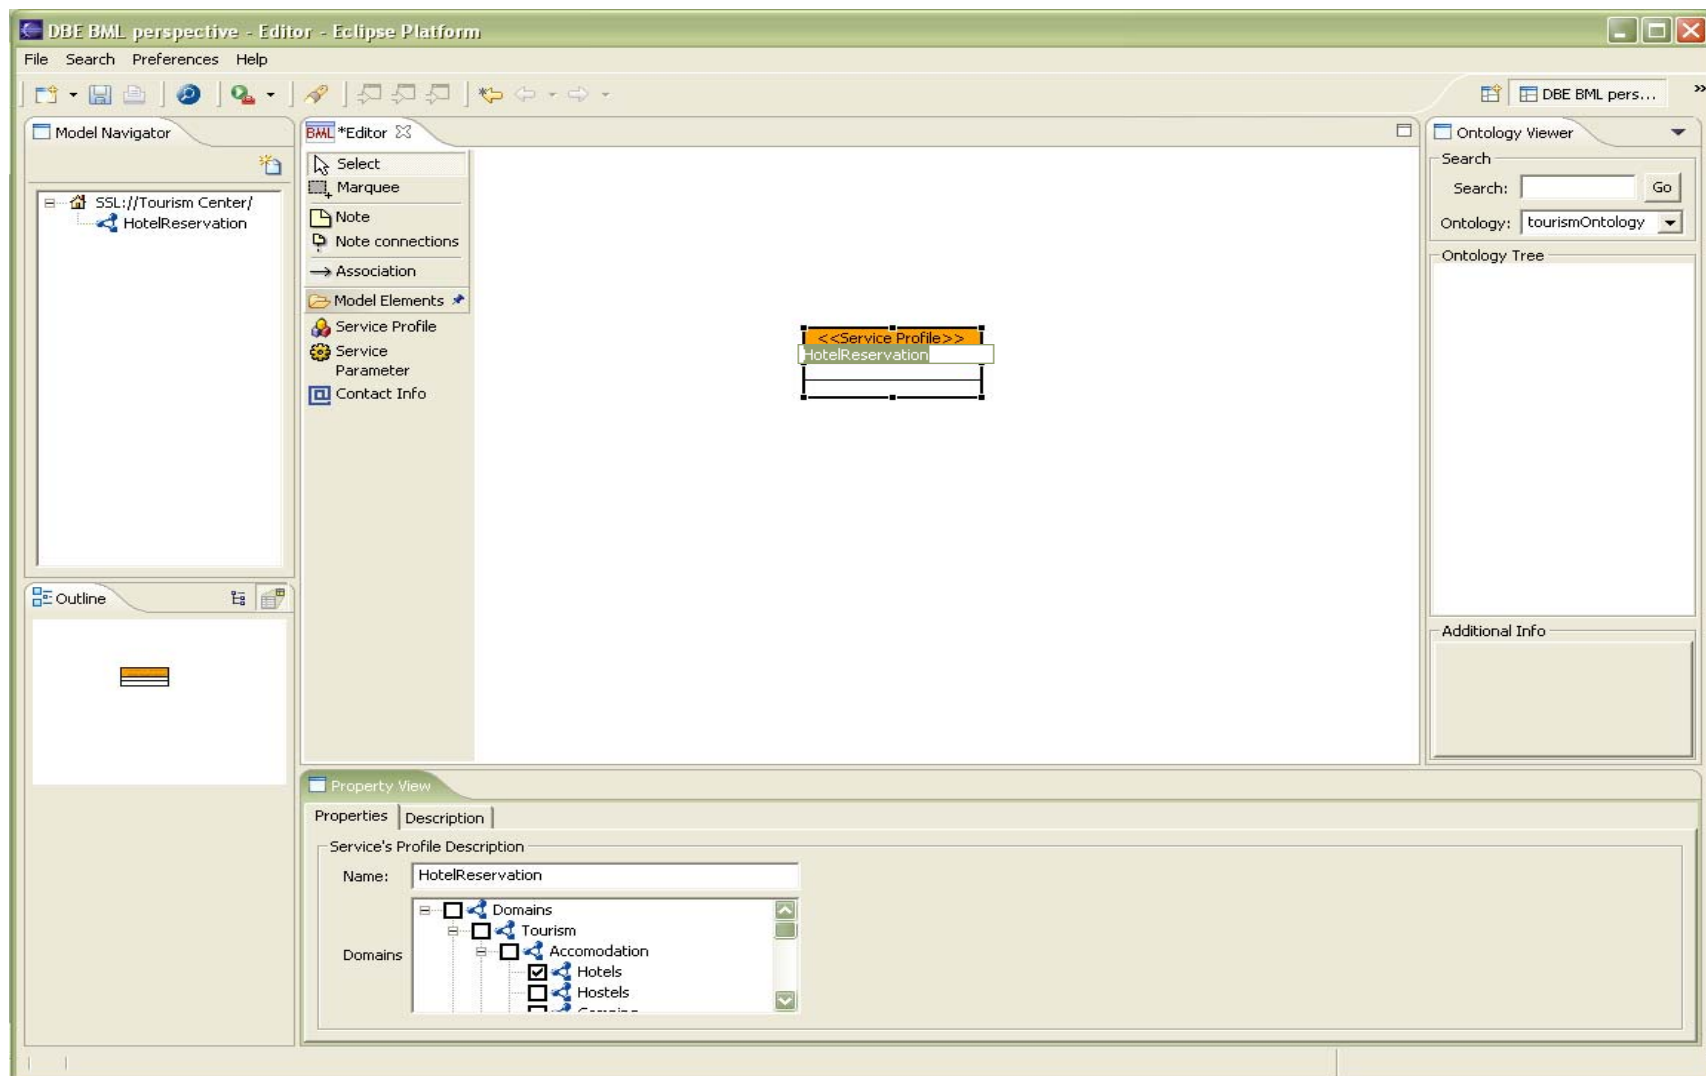 DBE BML perspective - Editor - Eclipse Platform
File Search Preferences Help
DBE BML pers...
»
Model Navigator
SSL://Tourism Center/
HotelReservation
BML *Editor
Select
Marquee
Note
Note connections
Association
Model Elements
Service Profile
Service
Parameter
Contact Info
<<Service Profile>>
HotelReservation
Ontology Viewer
Search
Search:
Go
Ontology: tourismOntology
Ontology Tree
Additional Info
Outline
Property View
Properties
Description
Service's Profile Description
Name: HotelReservation
Domains
Domains
Tourism
Accomodation
Hotels
Hostels